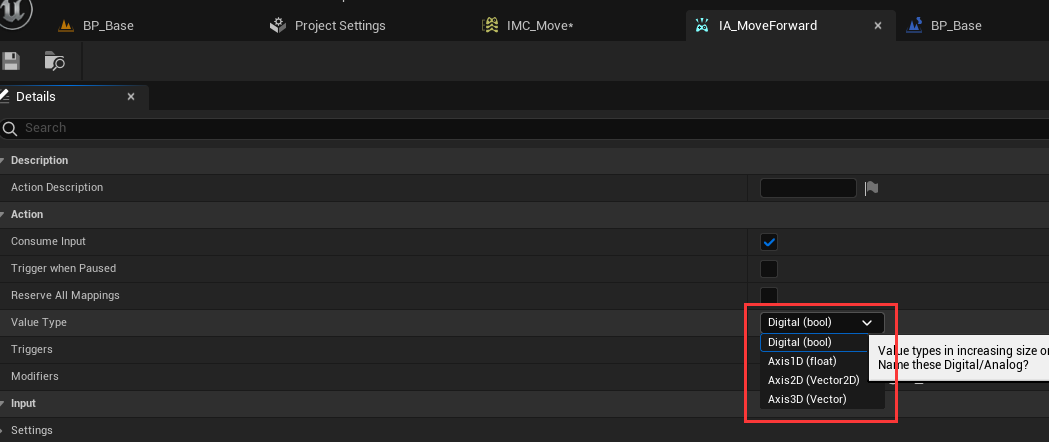 BP_Base
Project Settings
IMC_Move*
IA_MoveForward
BP_Base
Details
Search
Description
Action Description
Action
Consume Input
Trigger when Paused
Reserve All Mappings
Value Type
Digital (bool)
Triggers
Digital (bool)
Axis1D (float)
Axis2D (Vector2D)
Axis3D (Vector)
Value types in increasing size or
Name these Digital/Analog?
Modifiers
Input
Settings